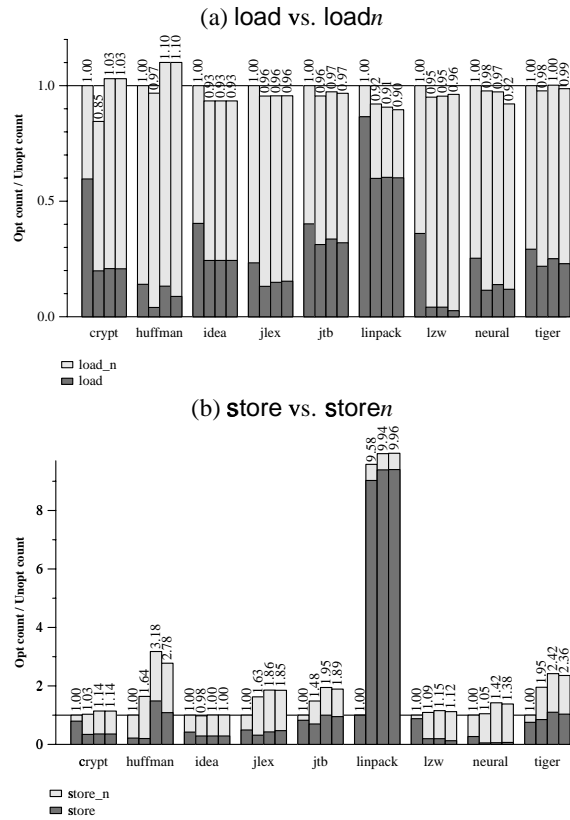 (a) load vs. loadn
Opt count / Unopt count
1.0
0.5
0.0
1.00 0.85 1.03 1.03
1.00 0.97 1.10 1.10
1.00 0.93 0.93 0.93
1.00 0.96 0.96 0.96
1.00 0.96 0.97 0.97
1.00 0.92 0.91 0.90
1.00 0.95 0.95 0.96
1.00 0.98 0.97 0.92
1.00 0.98 1.00 0.99
crypt huffman idea jlex jtb linpack lzw neural tiger
load_n
load
(b) store vs. storen
Opt count / Unopt count
8
6
4
2
0
1.00 1.03 1.14 1.14
1.00 1.64 3.18 2.78
1.00 0.98 1.00 1.00
1.00 1.63 1.86 1.85
1.00 1.48 1.95 1.89
1.00 9.58 9.94 9.96
1.00 1.09 1.15 1.12
1.00 1.05 1.42 1.38
1.00 1.95 2.42 2.36
crypt huffman idea jlex jtb linpack lzw neural tiger
store_n
store